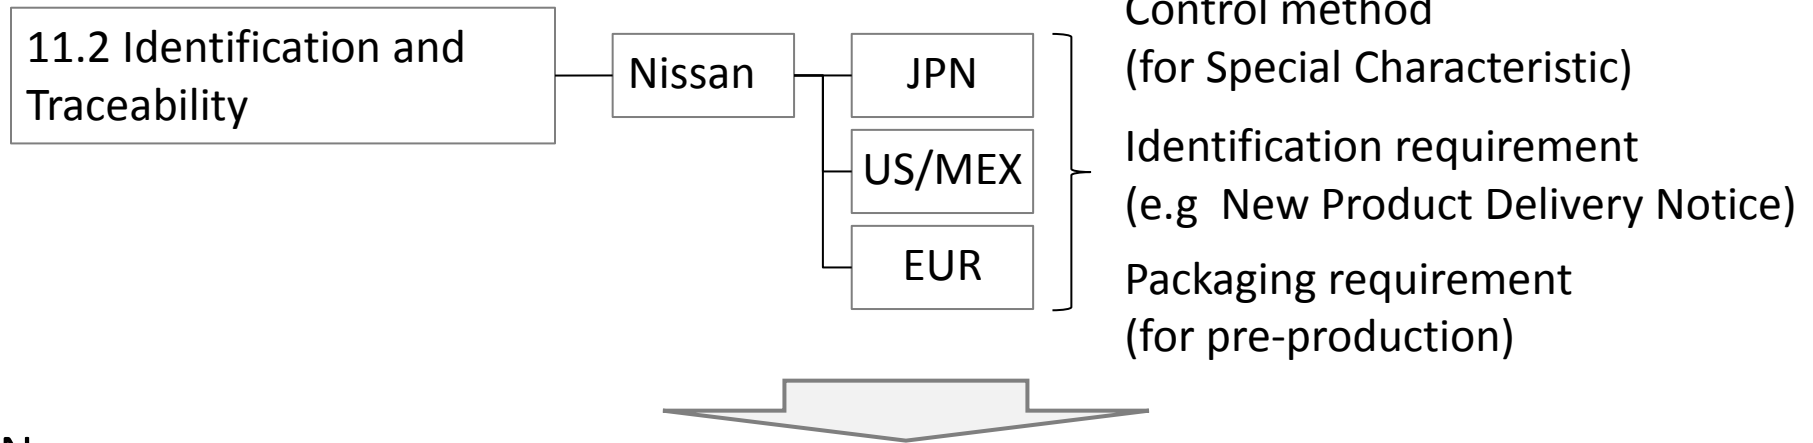 11.2 Identification and
Traceability
Nissan
JPN
US/MEX
EUR
Control method
(for Special Characteristic)
Identification requirement
(e.g  New Product Delivery Notice)
Packaging requirement
(for pre-production)